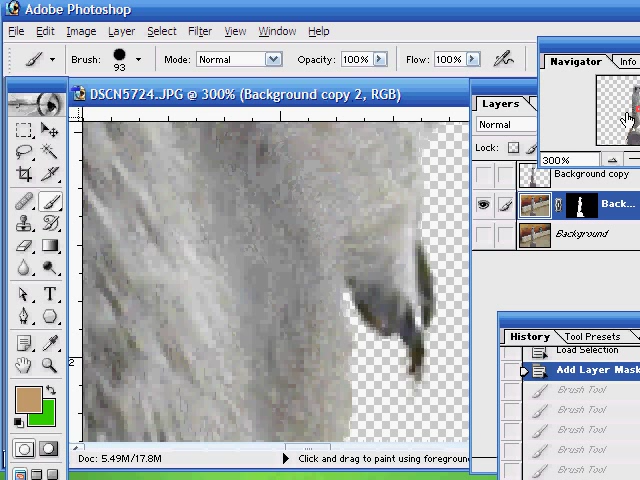 Adobe Photoshop
File Edit Image Layer Select Filter View Window Help
Brush: 93 Mode: Normal Opacity: 100% Flow: 100%
Navigator Info
DSCN5724.JPG @ 300% (Background copy 2, RGB)
Layers
Normal
Lock:
300%
Background copy
Back...
Background
2
History Tool Presets
Load Selection
Add Layer Mask
Brush Tool
Brush Tool
Brush Tool
Brush Tool
Brush Tool
Doc: 5.49M/17.8M Click and drag to paint using foreground